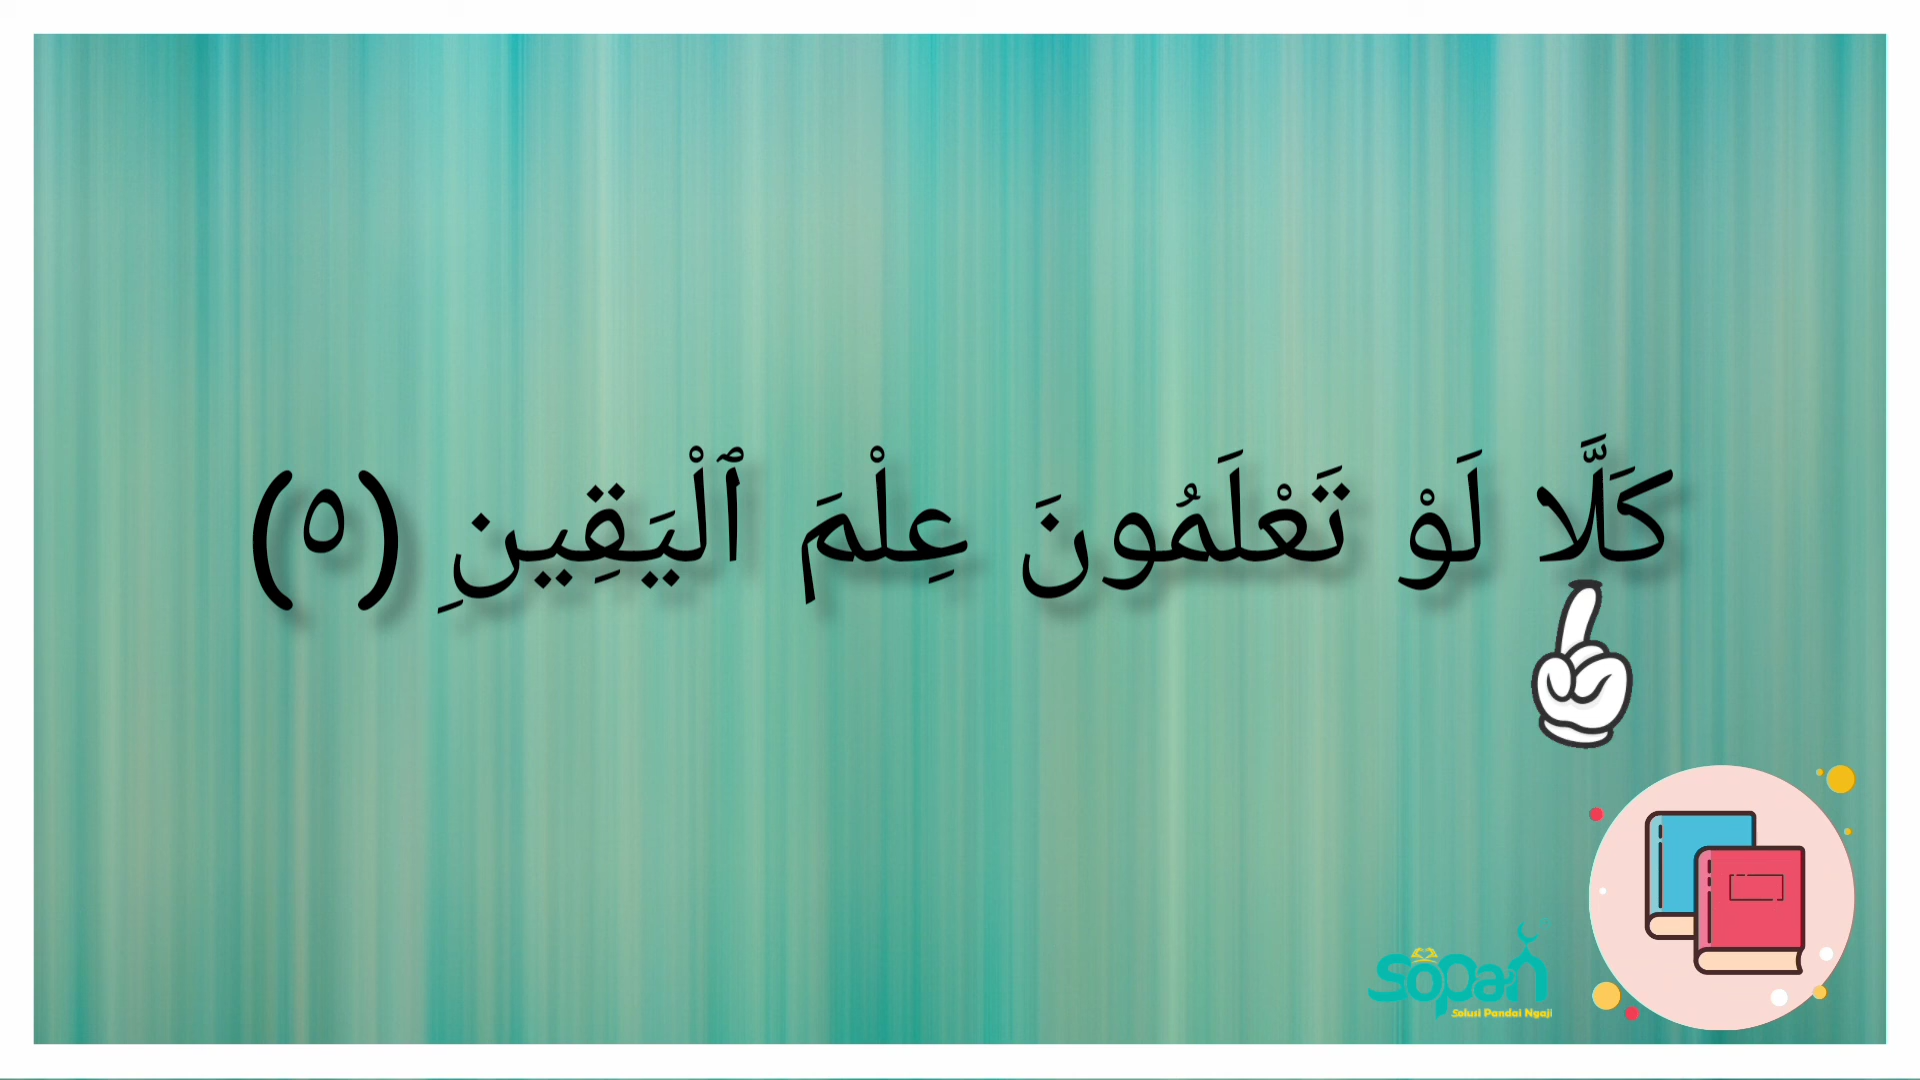 كَلَّا لَوْ تَعْلَمُونَ عِلْمَ ٱلْيَقِينِ (٥)
sopan
Solusi Pandai Ngaji